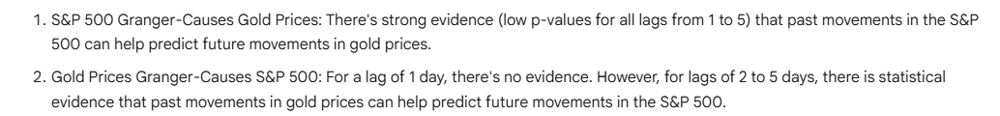 1. S&P 500 Granger-Causes Gold Prices: There's strong evidence (low p-values for all lags from 1 to 5) that past movements in the S&P
500 can help predict future movements in gold prices.
2. Gold Prices Granger-Causes S&P 500: For a lag of 1 day, there's no evidence. However, for lags of 2 to 5 days, there is statistical
evidence that past movements in gold prices can help predict future movements in the S&P 500.